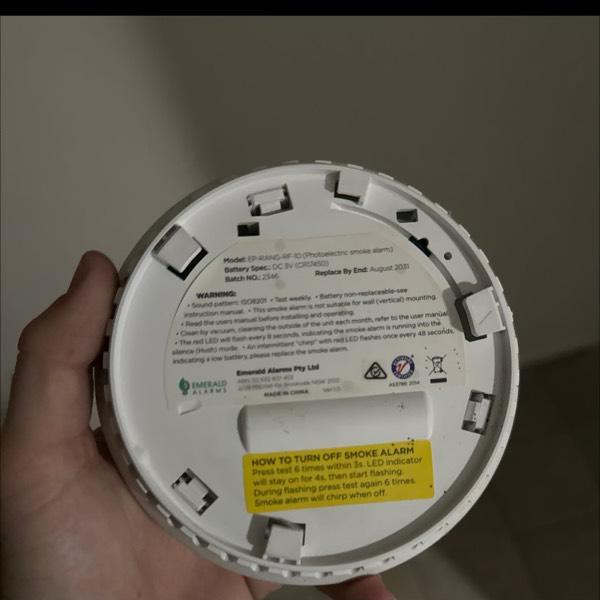 Model: EP-RANG-RF-10 (Photoelectric smoke alarm)
Battery Spec.: DC 3V (CR17450)
Batch NO.: 2346 Replace By End: August 2031
WARNING:
• Sound pattern: ISO8201 • Test weekly. • Battery non-replaceable-see
instruction manual. • This smoke alarm is not suitable for wall (vertical) mounting.
• Read the users manual before installing and operating.
• Clean by vacuum, cleaning the outside of the unit each month, refer to the user manual.
• The red LED will flash every 8 seconds, indicating the smoke alarm is running into the
silence (Hush) mode. • An intermittent "chirp" with red LED flashes once every 48 seconds,
indicating a low battery, please replace the smoke alarm.
EMERALD
ALARMS
Emerald Alarms Pty Ltd
MADE IN CHINA Ver:1.0
AS3786: 2014
HOW TO TURN OFF SMOKE ALARM
Press test 6 times within 3s. LED indicator
will stay on for 4s, then start flashing.
During flashing press test again 6 times.
Smoke alarm will chirp when off.